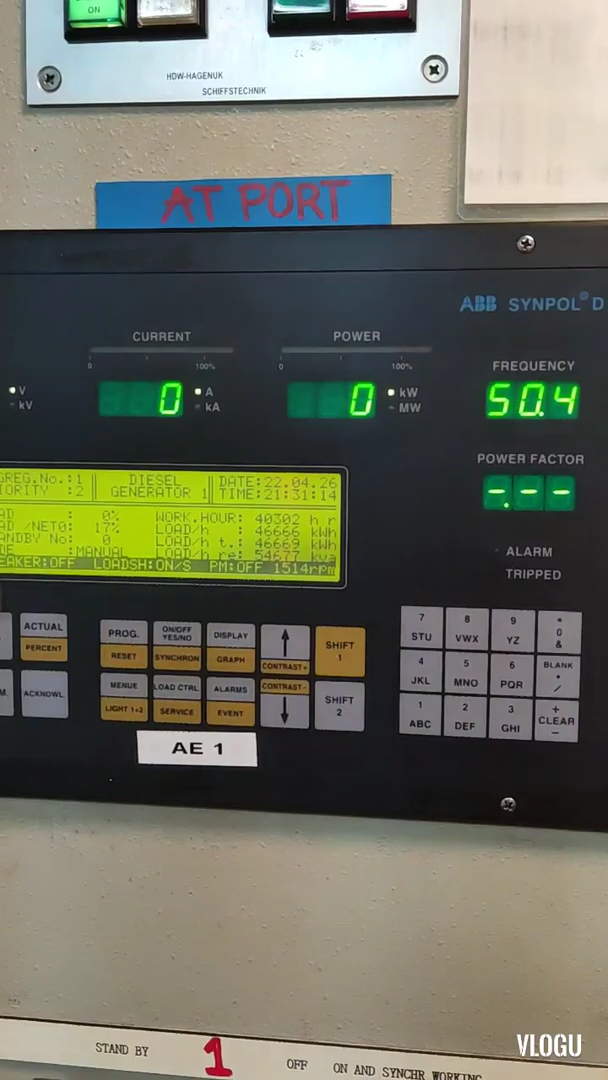 ON
HDW-HAGENUK
SCHIFFSTECHNIK
AT PORT
ABB SYNPOL® D
CURRENT
POWER
0 100%
0 100%
FREQUENCY
V
kV
0
A
kA
0
kW
MW
50.4
POWER FACTOR
-.--
GREG.No.:1
DIESEL
DATE:22.04.26
IORITY :2
GENERATOR 1
TIME:21:31:14
AD 0% WORK.HOUR: 40302 h r
AD /NET0: 17% LOAD/h : 46666 kWh
ANDBY No: 0 LOAD/h t.: 46669 kWh
DE :MANUAL LOAD/h re: 54677 kva
EAKER:OFF LOADSH:ON/S PM:OFF 1514rpm
ALARM
TRIPPED
ACTUAL
PERCENT
PROG.
RESET
ON/OFF
YES/NO
SYNCHRON
DISPLAY
GRAPH
CONTRAST+
SHIFT
1
M.
ACKNOWL.
MENUE
LIGHT 1+2
LOAD CTRL
SERVICE
ALARMS
EVENT
CONTRAST-
SHIFT
2
7
STU
8
VWX
9
YZ
*
0
&
4
JKL
5
MNO
6
PQR
BLANK
•
/
1
ABC
2
DEF
3
GHI
+
CLEAR
−
AE 1
STAND BY 1 OFF ON AND SYNCHR WORKING
VLOGU